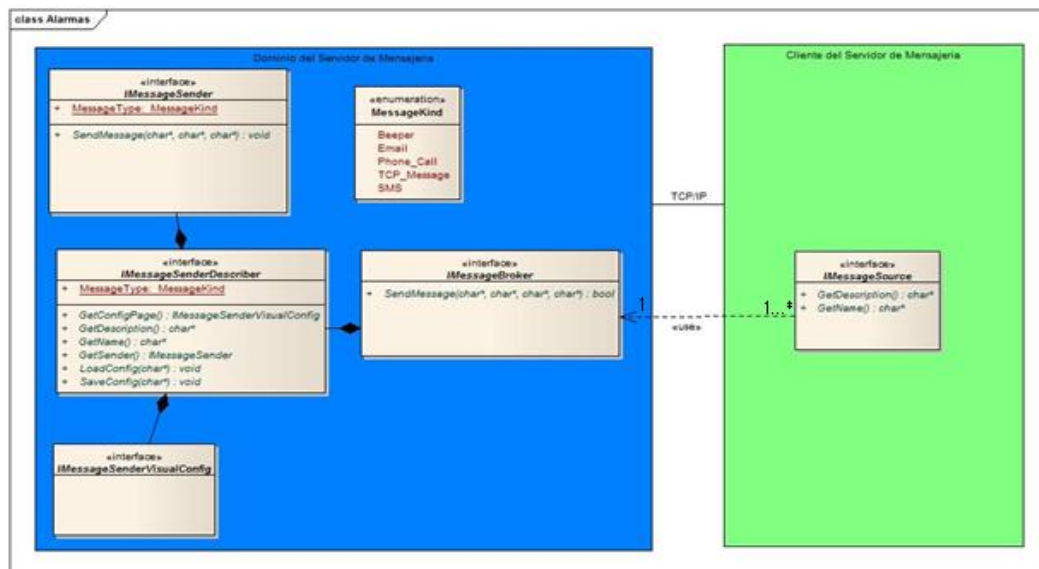 class Alarmas
Dominio del Servidor de Mensajeria
Cliente del Servidor de Mensajeria
«interface»
IMessageSender
+ MessageType: MessageKind
+ SendMessage(char*, char*, char*) : void
«enumeration»
MessageKind
Beeper
Email
Phone_Call
TCP_Message
SMS
TCP/IP
«interface»
IMessageSenderDescriber
+ MessageType: MessageKind
+ GetConfigPage() : IMessageSenderVisualConfig
+ GetDescription() : char*
+ GetName() : char*
+ GetSender() : IMessageSender
+ LoadConfig(char*) : void
+ SaveConfig(char*) : void
«interface»
IMessageBroker
+ SendMessage(char*, char*, char*, char*) : bool
1
1...*
«use»
«interface»
IMessageSource
+ GetDescription() : char*
+ GetName() : char*
«interface»
IMessageSenderVisualConfig